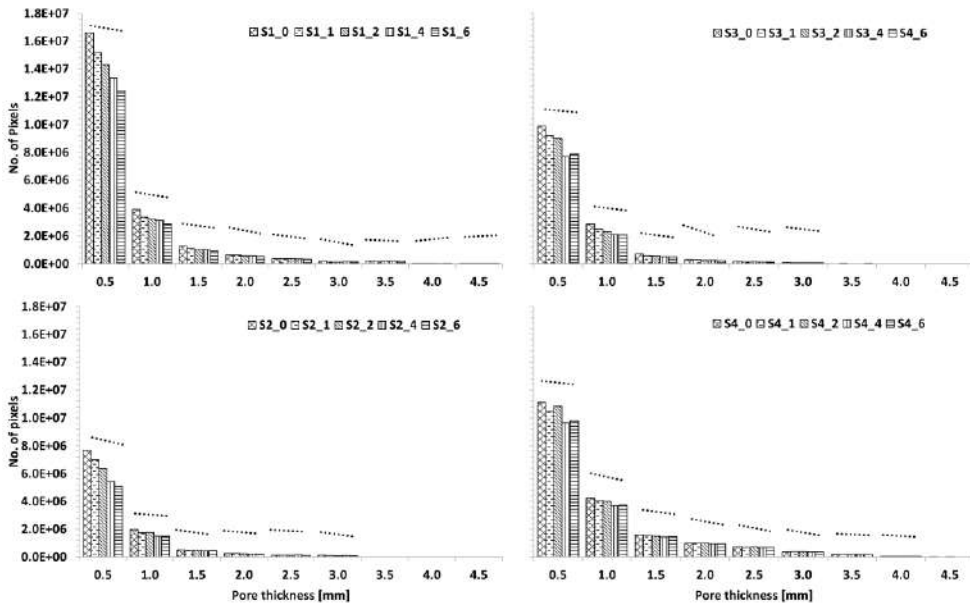 S1_0 S1_1 S1_2 S1_4 S1_6
1.8E+07
1.6E+07
1.4E+07
1.2E+07
1.0E+07
8.0E+06
6.0E+06
4.0E+06
2.0E+06
0.0E+00
No. of Pixels
0.5 1.0 1.5 2.0 2.5 3.0 3.5 4.0 4.5
S3_0 S3_1 S3_2 S3_4 S4_6
0.5 1.0 1.5 2.0 2.5 3.0 3.5 4.0 4.5
S2_0 S2_1 S2_2 S2_4 S2_6
1.8E+07
1.6E+07
1.4E+07
1.2E+07
1.0E+07
8.0E+06
6.0E+06
4.0E+06
2.0E+06
0.0E+00
No. of pixels
0.5 1.0 1.5 2.0 2.5 3.0 3.5 4.0 4.5
Pore thickness [mm]
S4_0 S4_1 S4_2 S4_4 S4_6
0.5 1.0 1.5 2.0 2.5 3.0 3.5 4.0 4.5
Pore thickness [mm]